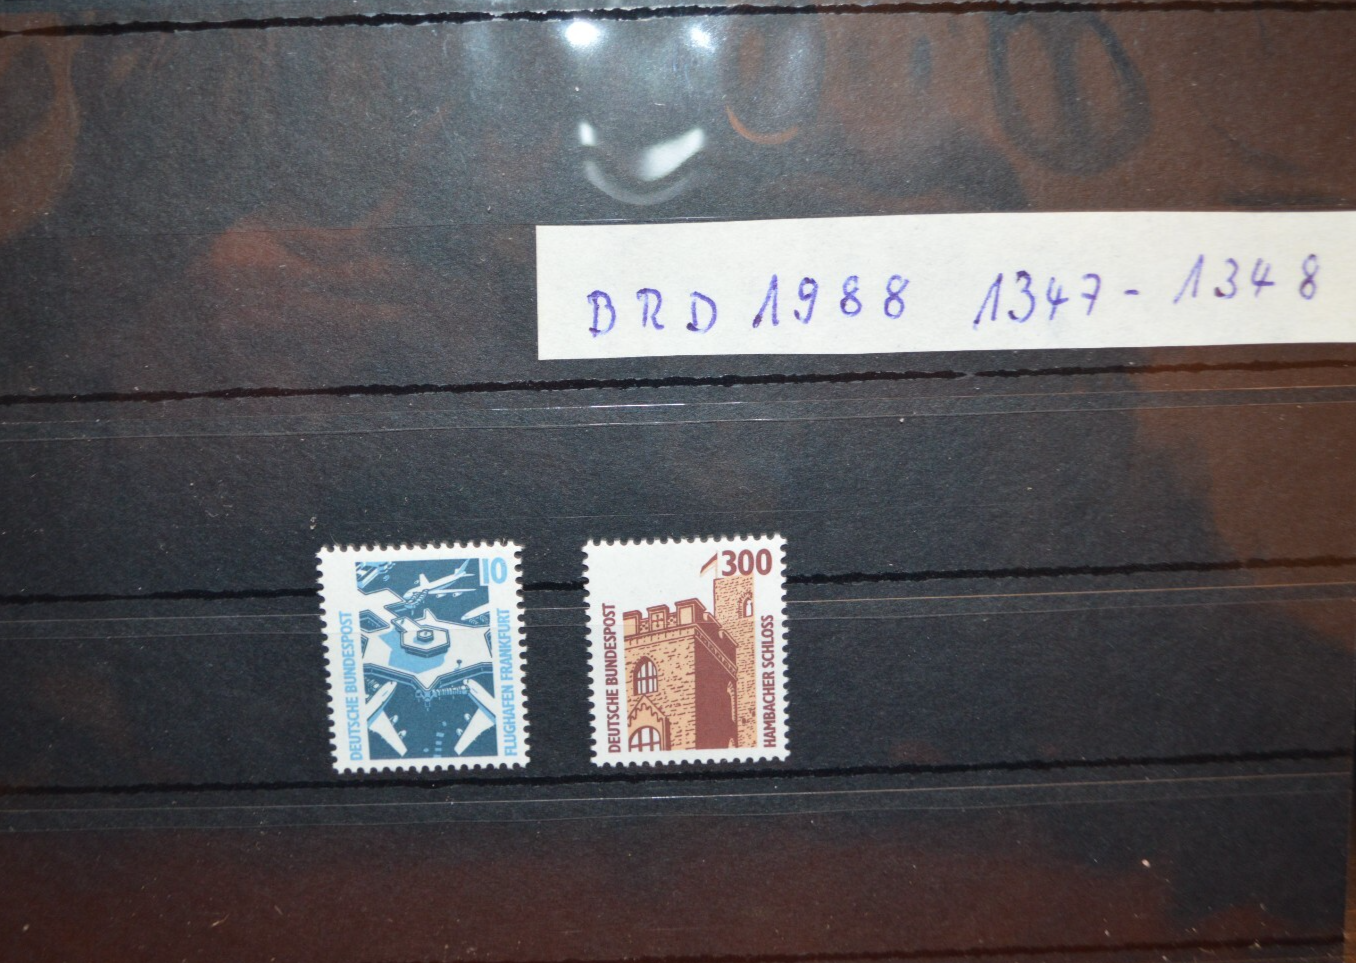 BRD 1988 1347-1348
10
DEUTSCHE BUNDESPOST
FLUGHAFEN FRANKFURT
300
DEUTSCHE BUNDESPOST
HAMBACHER SCHLOSS